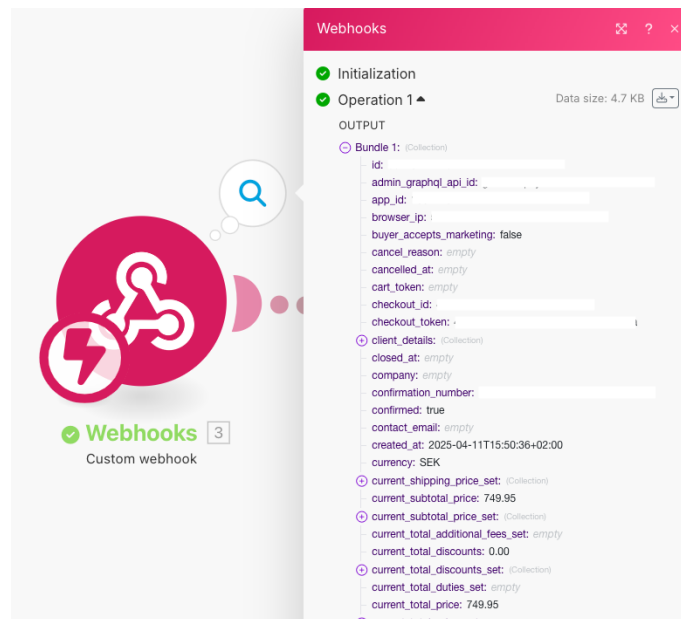 Webhooks
?
×
Initialization
Operation 1
Data size: 4.7 KB
OUTPUT
Bundle 1: (Collection)
id:
admin_graphql_api_id:
app_id:
browser_ip:
buyer_accepts_marketing: false
cancel_reason: empty
cancelled_at: empty
cart_token: empty
checkout_id:
checkout_token:
client_details: (Collection)
closed_at: empty
company: empty
confirmation_number:
confirmed: true
contact_email: empty
created_at: 2025-04-11T15:50:36+02:00
currency: SEK
current_shipping_price_set: (Collection)
current_subtotal_price: 749.95
current_subtotal_price_set: (Collection)
current_total_additional_fees_set: empty
current_total_discounts: 0.00
current_total_discounts_set: (Collection)
current_total_duties_set: empty
current_total_price: 749.95
Webhooks 3
Custom webhook